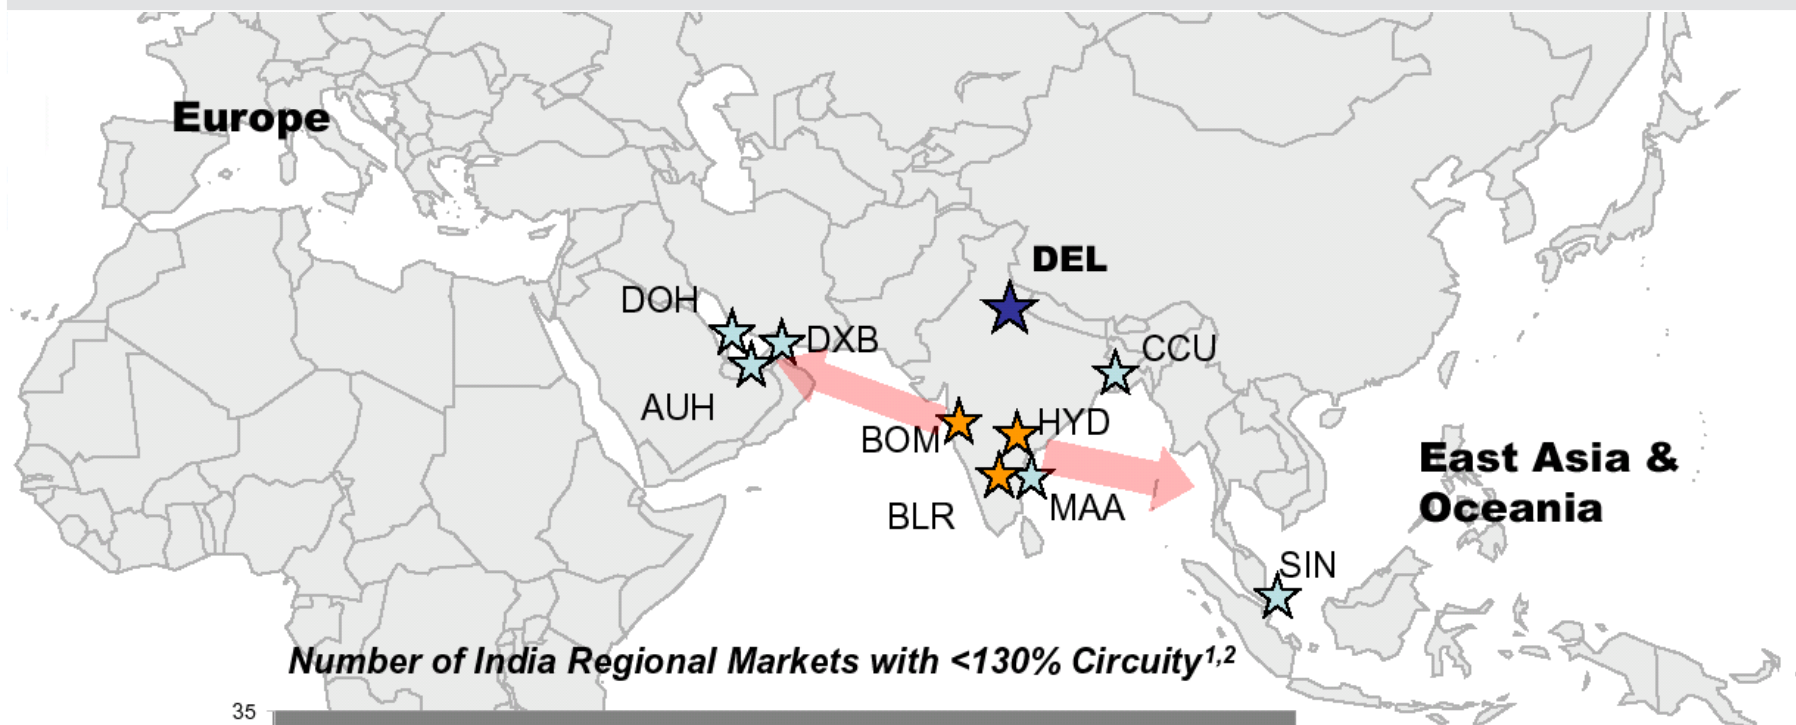 Europe
DEL
DOH
DXB
CCU
AUH
HYD
BOM
East Asia &
Oceania
MAA
BLR
SIN
Number of India Regional Markets with <130% Circuity1,2
35